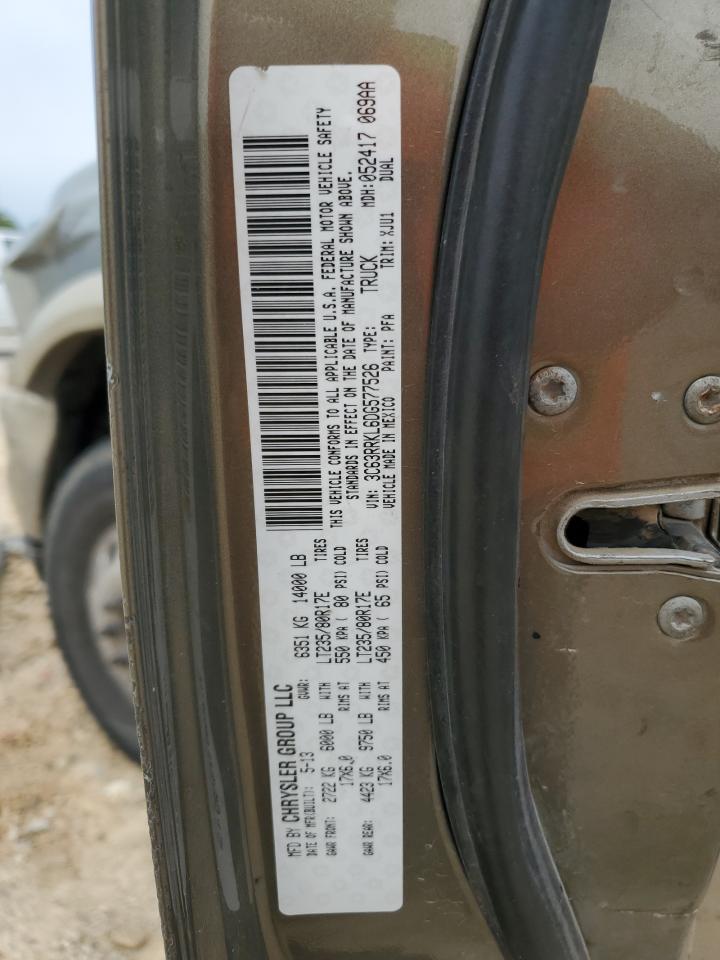 MFD BY CHRYSLER GROUP LLC
DATE OF MFR(BUILT): 5-13 GVWR: 6351 KG 14000 LB
GAWR FRONT: 2722 KG 6000 LB WITH LT235/80R17E TIRES
17X6.0 RIMS AT 550 KPA( 80 PSI) COLD
GAWR REAR: 4423 KG 9750 LB WITH LT235/80R17E TIRES
17X6.0 RIMS AT 450 KPA( 65 PSI) COLD
THIS VEHICLE CONFORMS TO ALL APPLICABLE U.S.A. FEDERAL MOTOR VEHICLE SAFETY
STANDARDS IN EFFECT ON THE DATE OF MANUFACTURE SHOWN ABOVE.
VIN: 3C63RRKL6DG577526 TYPE: TRUCK MDH:052417 069AA
VEHICLE MADE IN MEXICO PAINT: PFA TRIM: XJU1 DUAL